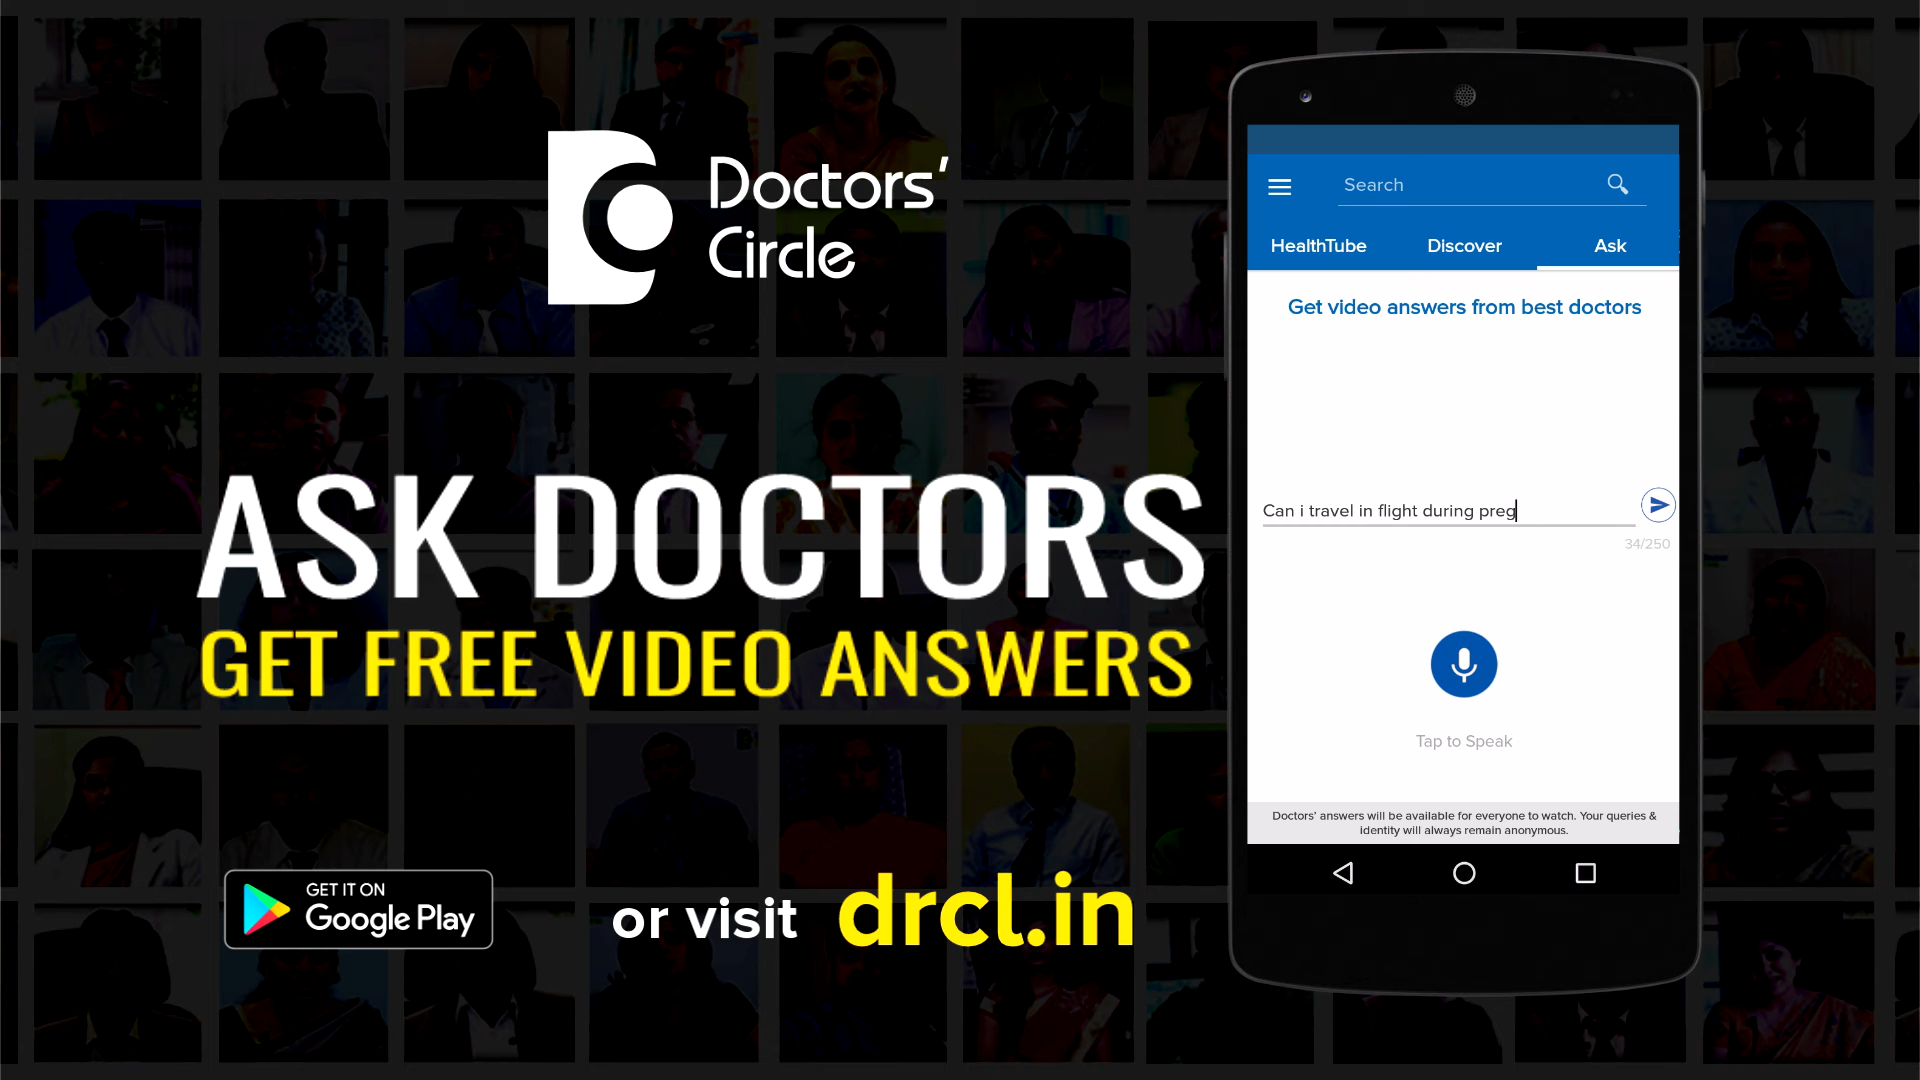 Doctors'
Circle
ASK DOCTORS
GET FREE VIDEO ANSWERS
GET IT ON
Google Play
or visit drcl.in
Search
HealthTube Discover Ask
Get video answers from best doctors
Can i travel in flight during preg
34/250
Tap to Speak
Doctors' answers will be available for everyone to watch. Your queries &
identity will always remain anonymous.